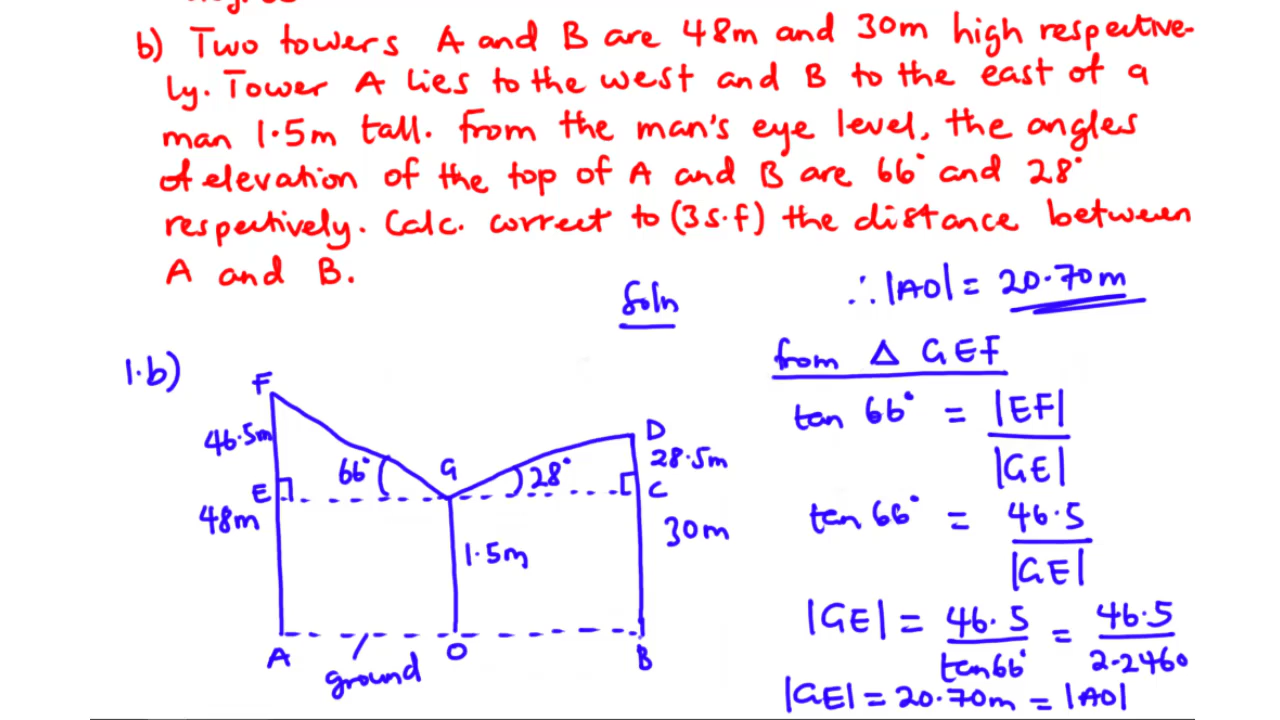 degree
b) Two towers A and B are 48m and 30m high respective-
ly. Tower A lies to the west and B to the east of a
man 1.5m tall. From the man's eye level, the angles
of elevation of the top of A and B are 66° and 28°
respectively. Calc. correct to (3 s.f) the distance between
A and B.
Soln
1.b)
F
46.5m
66°
G
28°
D
28.5m
E
C
48m
30m
1.5m
A
O
B
ground
∴ |AO| = 20.70m
from Δ GEF
tan 66° = |EF|
|GE|
tan 66° = 46.5
|GE|
|GE| = 46.5 = 46.5
tan66° 2.2460
|GE| = 20.70m = |AO|